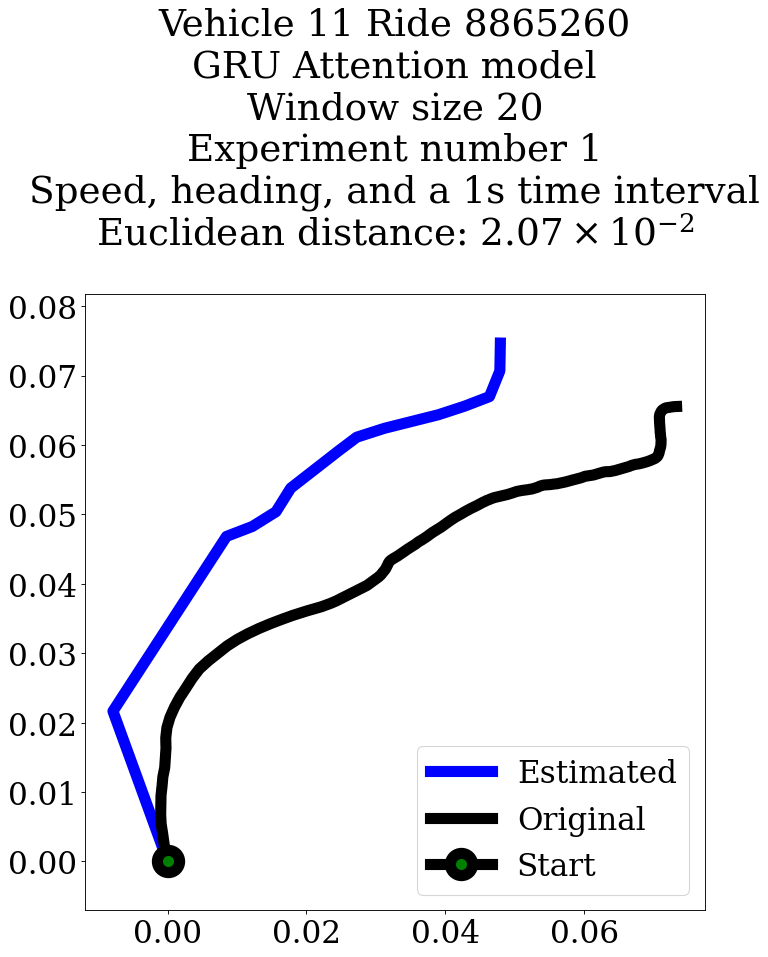 Vehicle 11 Ride 8865260
GRU Attention model
Window size 20
Experiment number 1
Speed, heading, and a 1s time interval
Euclidean distance: 2.07 × 10⁻²
0.08
0.07
0.06
0.05
0.04
0.03
0.02
0.01
0.00
Estimated
Original
Start
0.00 0.02 0.04 0.06